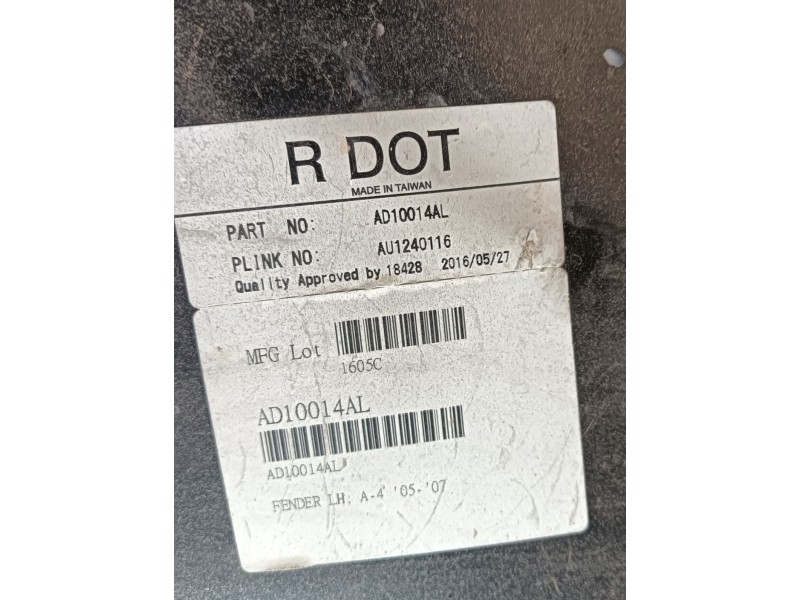 R DOT
MADE IN TAIWAN
PART NO: AD10014AL
PLINK NO: AU1240116
Quality Approved by 18428 2016/05/27
MFG Lot
1605C
AD10014AL
AD10014AL
FENDER LH, A-4 '05-'07